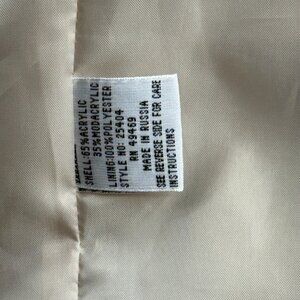 SHELL:65%ACRYLIC
35%MODACRYLIC
LINING:100%POLYESTER
STYLE NO: 25404
RN 49469
MADE IN RUSSIA
SEE REVERSE SIDE FOR CARE
INSTRUCTIONS